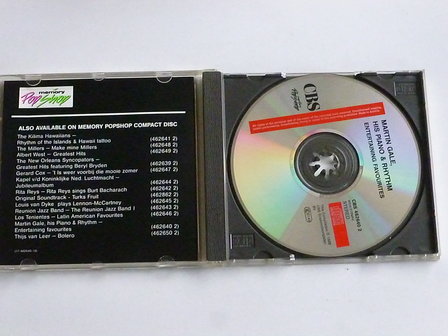 memory
PopShop
ALSO AVAILABLE ON MEMORY POPSHOP COMPACT DISC
The Kilima Hawaiians –
Rhythm of the Islands & Hawaii tattoo (462641 2)
The Millers – Make mine Millers (462648 2)
Albert West – Greatest Hits (462649 2)
The New Orleans Syncopators –
Greatest Hits featuring Beryl Bryden (462639 2)
Gerard Cox – 't Is weer voorbij die mooie zomer (462647 2)
Kapel v/d Koninklijke Ned. Luchtmacht –
Jubileumalbum (462644 2)
Rita Reys – Rita Reys sings Burt Bacharach (462642 2)
Original Soundtrack – Turks Fruit (462645 2)
Louis van Dyke plays Lennon-McCartney (462643 2)
Reunion Jazz Band – The Reunion Jazz Band I
Los Tenientes – Latin American Favourites (462646 2)
Martin Gale, his Piano & Rhythm –
Entertaining favourites (462640 2)
Thijs van Leer – Bolero (462650 2)
CBS
memory
PopShop
MARTIN GALE,
HIS PIANO & RHYTHM
ENTERTAINING FAVOURITES
CBS 462640 2
STEREO